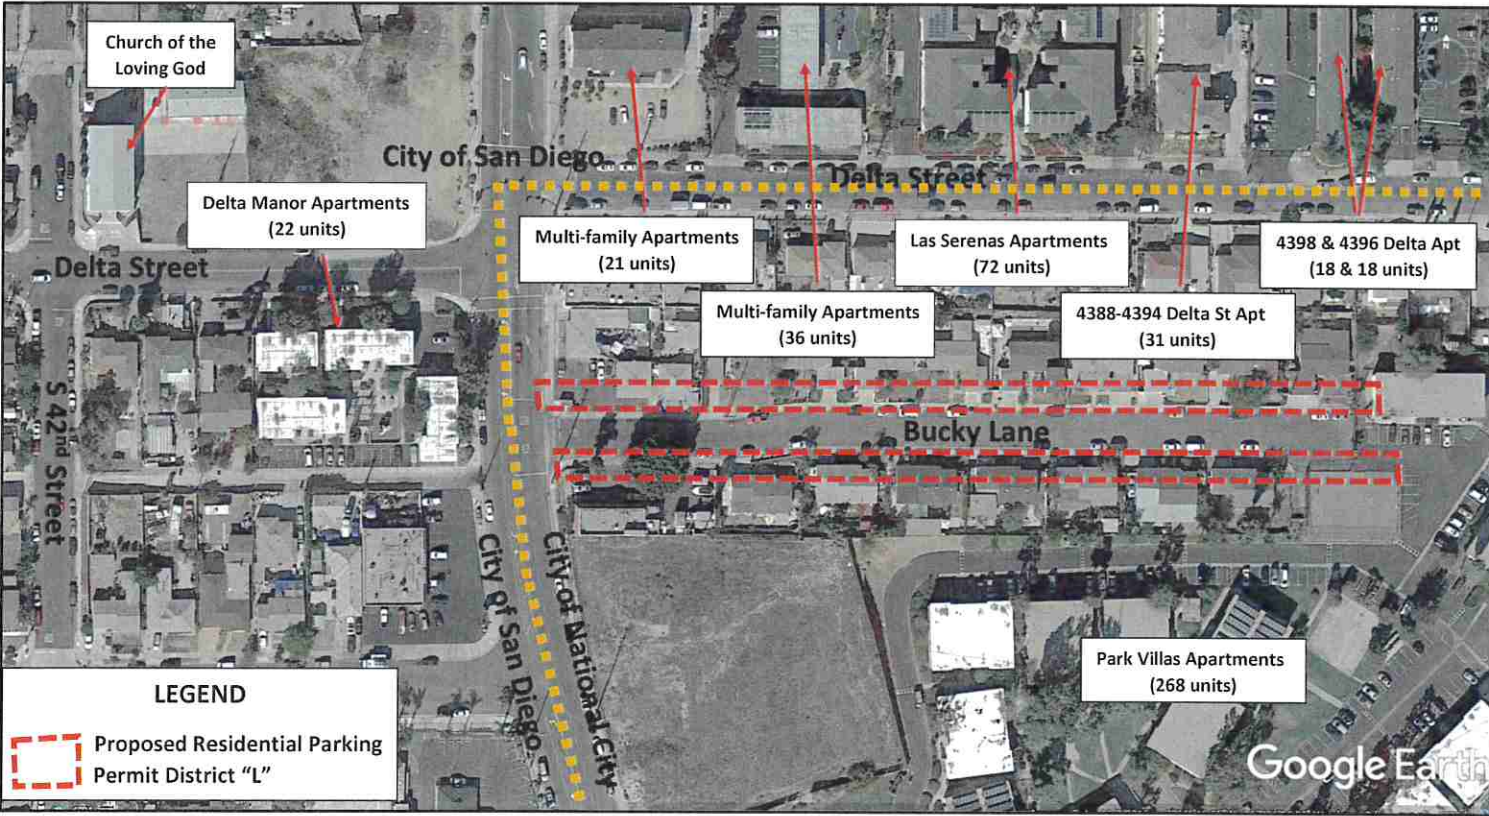 Church of the
Loving God
City of San Diego
Delta Street
Delta Manor Apartments
(22 units)
Multi-family Apartments
(21 units)
Las Serenas Apartments
(72 units)
4398 & 4396 Delta Apt
(18 & 18 units)
Delta Street
Multi-family Apartments
(36 units)
4388-4394 Delta St Apt
(31 units)
S 42nd Street
Bucky Lane
City of San Diego
City of National City
Park Villas Apartments
(268 units)
LEGEND
Proposed Residential Parking
Permit District “L”
Google Earth